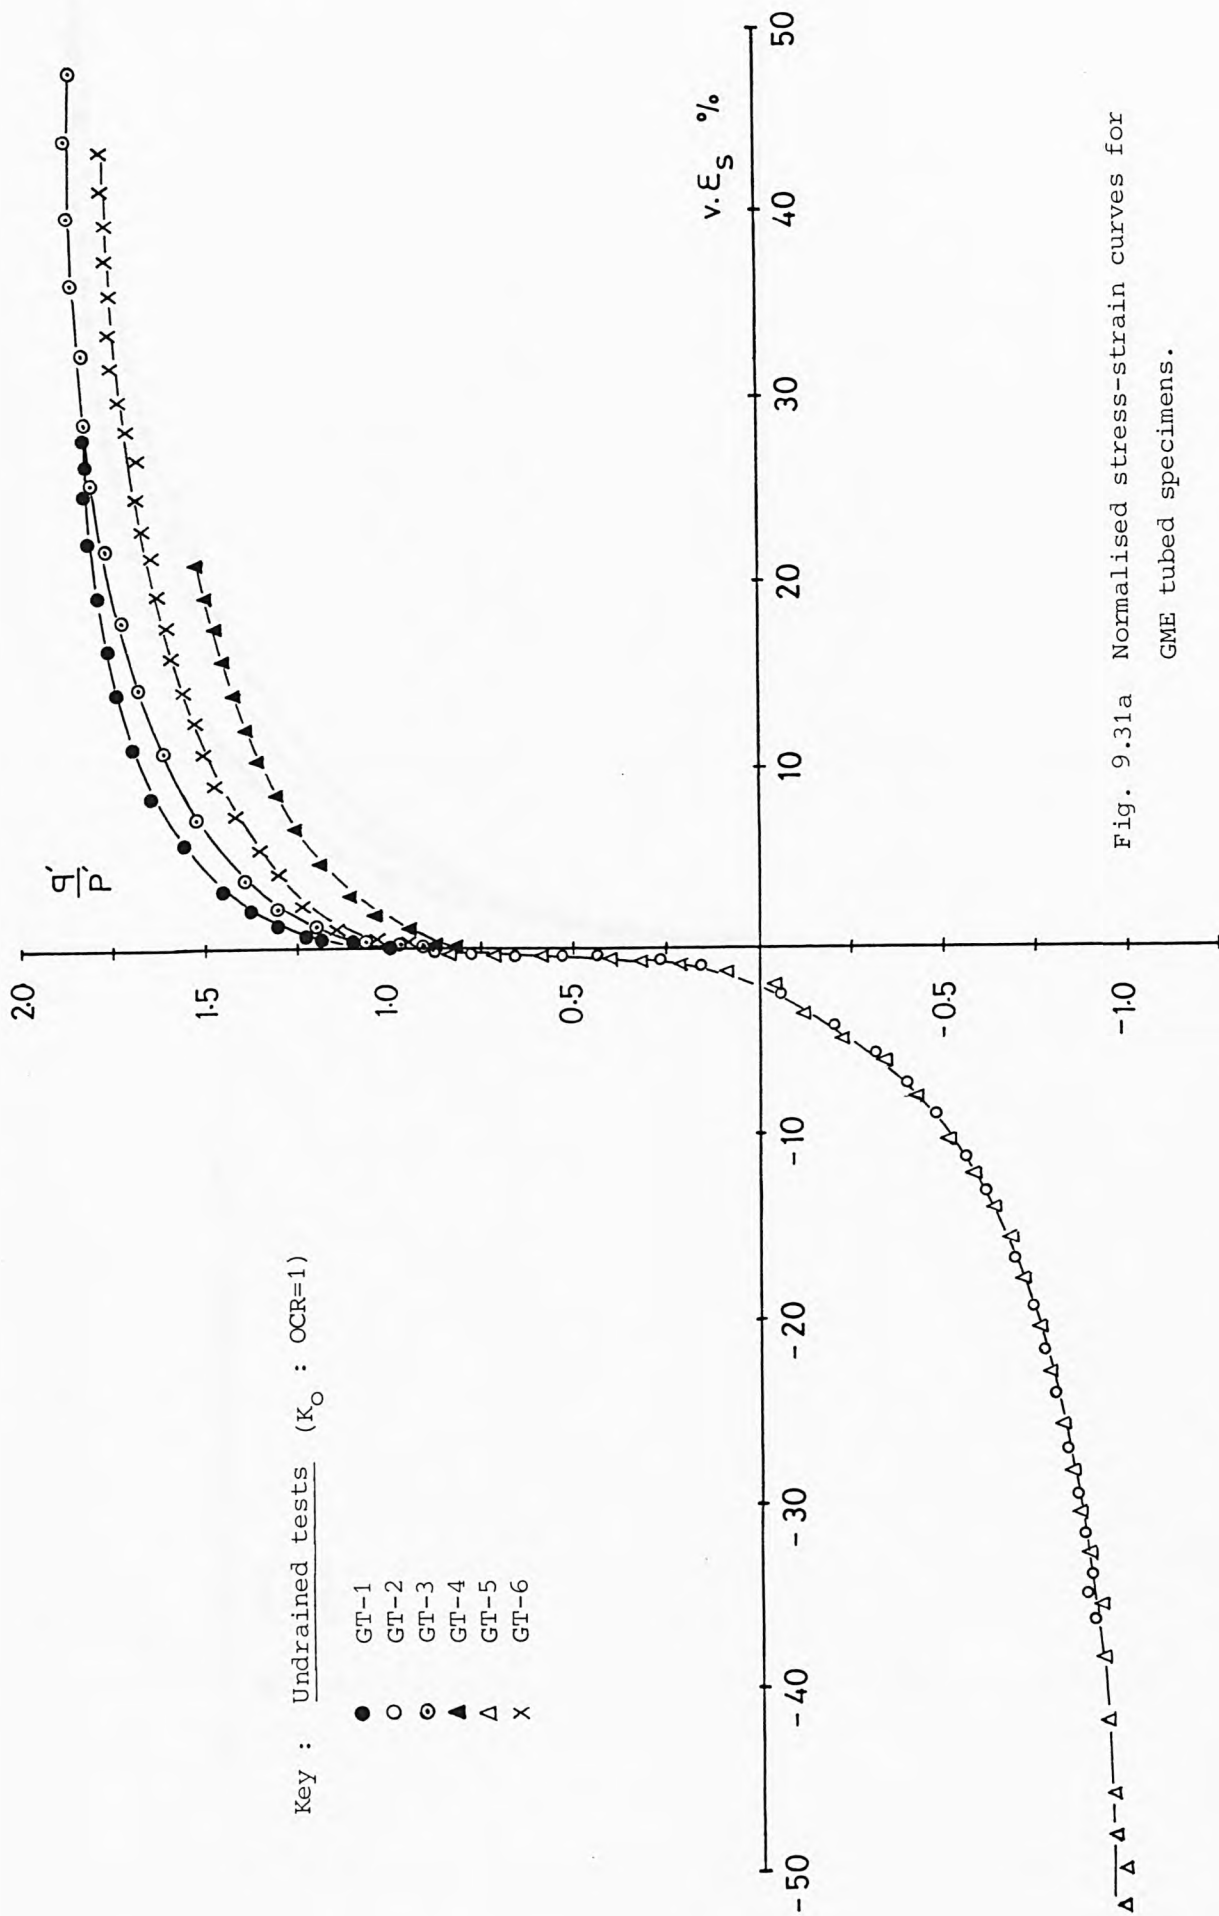 q'
p'
2.0
1.5
1.0
0.5
-0.5
-1.0
v.εs %
-50
-40
-30
-20
-10
10
20
30
40
50
Key : Undrained tests (Ko : OCR=1)
● GT-1
○ GT-2
⊙ GT-3
▲ GT-4
△ GT-5
× GT-6
Fig. 9.31a Normalised stress-strain curves for
GME tubed specimens.